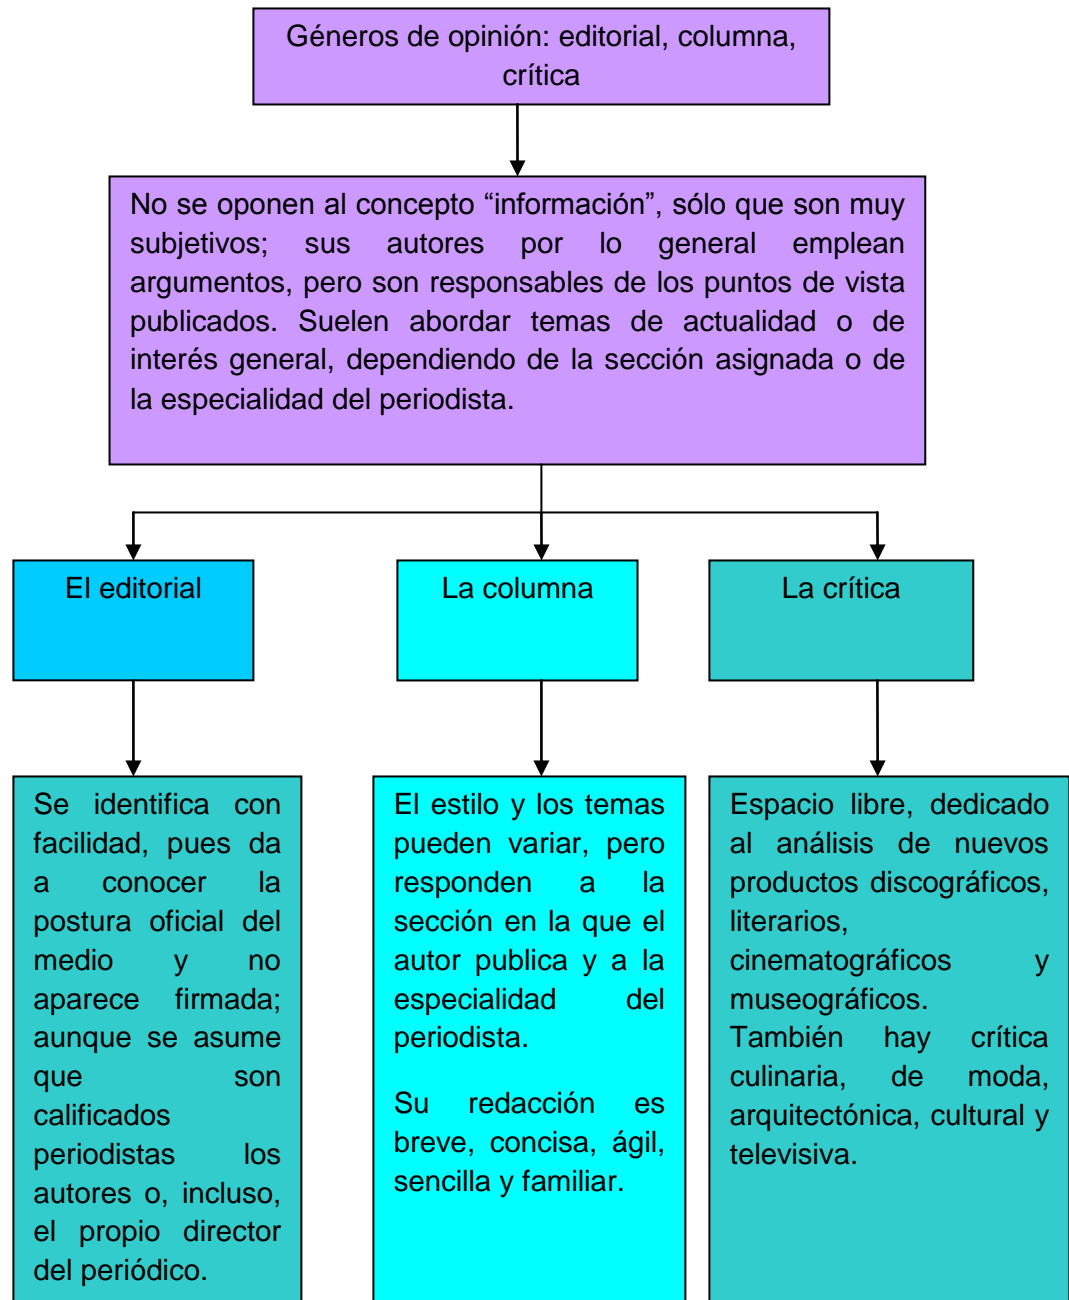 Géneros de opinión: editorial, columna,
crítica
No se oponen al concepto “información”, sólo que son muy
subjetivos; sus autores por lo general emplean
argumentos, pero son responsables de los puntos de vista
publicados. Suelen abordar temas de actualidad o de
interés general, dependiendo de la sección asignada o de
la especialidad del periodista.
El editorial
La columna
La crítica
Se identifica con
facilidad, pues da
a conocer la
postura oficial del
medio y no
aparece firmada;
aunque se asume
que son
calificados
periodistas los
autores o, incluso,
el propio director
del periódico.
El estilo y los temas
pueden variar, pero
responden a la
sección en la que el
autor publica y a la
especialidad del
periodista.
Su redacción es
breve, concisa, ágil,
sencilla y familiar.
Espacio libre, dedicado
al análisis de nuevos
productos discográficos,
literarios,
cinematográficos y
museográficos.
También hay crítica
culinaria, de moda,
arquitectónica, cultural y
televisiva.